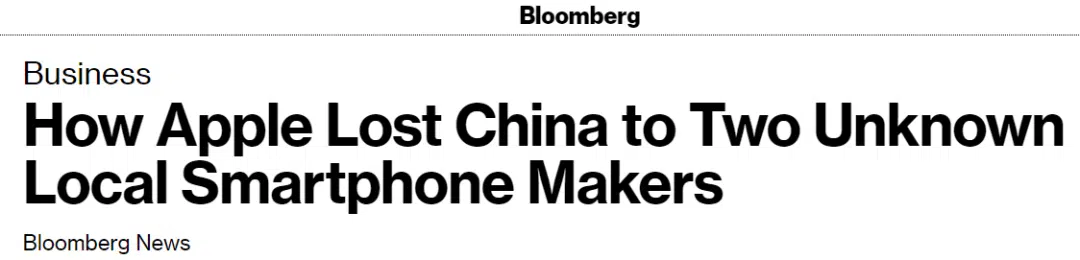 Bloomberg
Business
How Apple Lost China to Two Unknown
Local Smartphone Makers
Bloomberg News